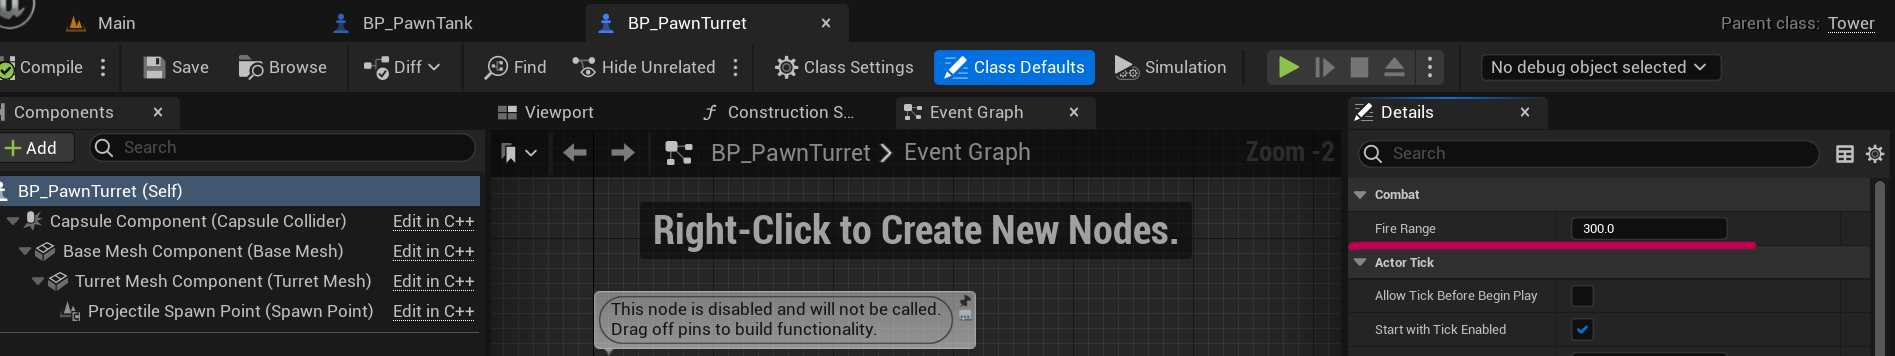 Main
BP_PawnTank
BP_PawnTurret
Parent class: Tower
Compile
Save
Browse
Diff
Find
Hide Unrelated
Class Settings
Class Defaults
Simulation
No debug object selected
Components
Viewport
Construction S...
Event Graph
Details
Add
Search
BP_PawnTurret > Event Graph
Zoom -2
Search
BP_PawnTurret (Self)
Combat
Capsule Component (Capsule Collider) Edit in C++
Right-Click to Create New Nodes.
Fire Range 300.0
Base Mesh Component (Base Mesh) Edit in C++
Actor Tick
Turret Mesh Component (Turret Mesh) Edit in C++
Allow Tick Before Begin Play
Projectile Spawn Point (Spawn Point) Edit in C++
This node is disabled and will not be called.
Drag off pins to build functionality.
Start with Tick Enabled